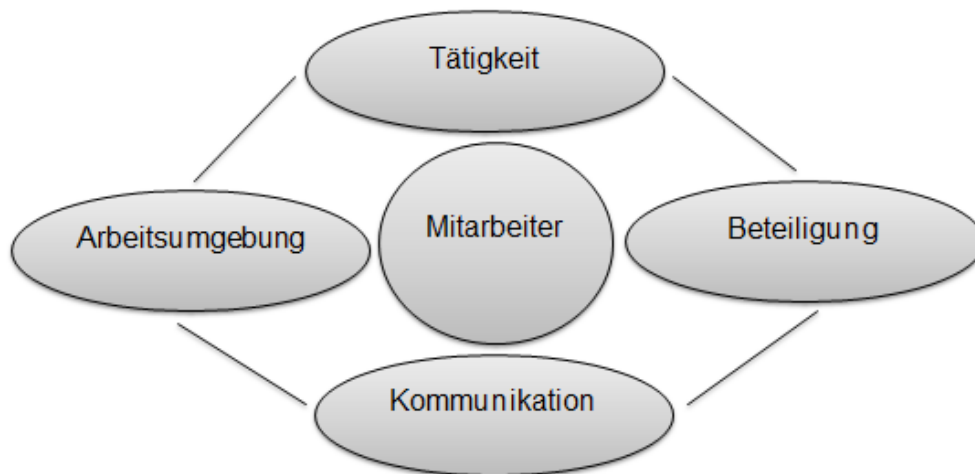 Tätigkeit
Arbeitsumgebung
Mitarbeiter
Beteiligung
Kommunikation